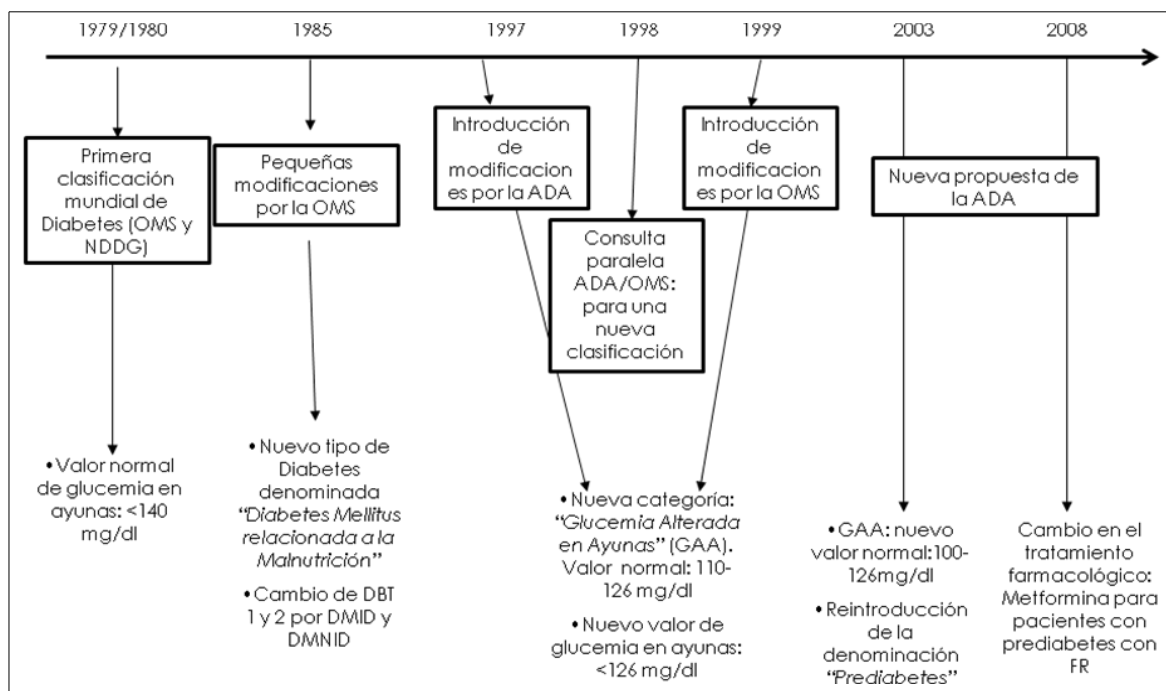 1979/1980
1985
1997
1998
1999
2003
2008
Primera
clasificación
mundial de
Diabetes (OMS y
NDDG)
Pequeñas
modificaciones
por la OMS
Introducción
de
modificacion
es por la ADA
Consulta
paralela
ADA/OMS:
para una
nueva
clasificación
Introducción
de
modificacion
es por la OMS
Nueva propuesta de
la ADA
•Valor normal
de glucemia en
ayunas: <140
mg/dl
•Nuevo tipo de
Diabetes
denominada
“Diabetes Mellitus
relacionada a la
Malnutrición”
•Cambio de DBT
1 y 2 por DMID y
DMNID
•Nueva categoría:
“Glucemia Alterada
en Ayunas” (GAA).
Valor normal: 110-
126 mg/dl
•Nuevo valor de
glucemia en ayunas:
<126 mg/dl
•GAA: nuevo
valor normal:100-
126mg/dl
•Reintroducción
de la
denominación
“Prediabetes”
Cambio en el
tratamiento
farmacológico:
Metformina para
pacientes con
prediabetes con
FR